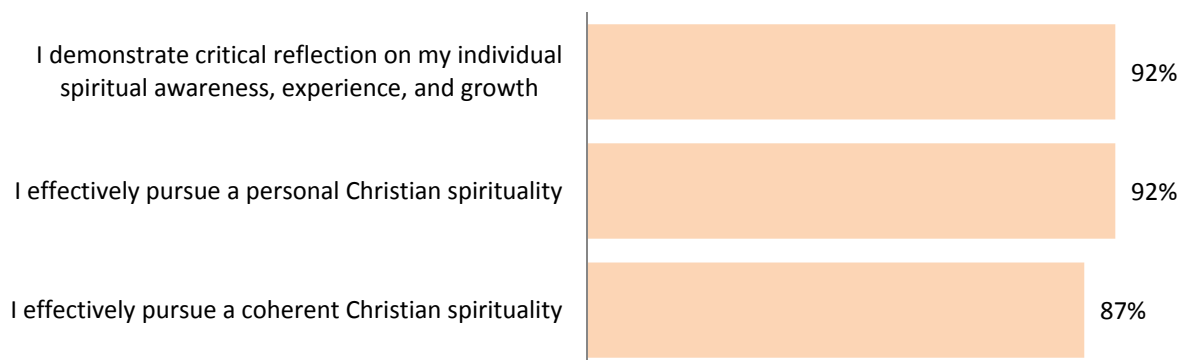 I demonstrate critical reflection on my individual
spiritual awareness, experience, and growth
92%
I effectively pursue a personal Christian spirituality
92%
I effectively pursue a coherent Christian spirituality
87%